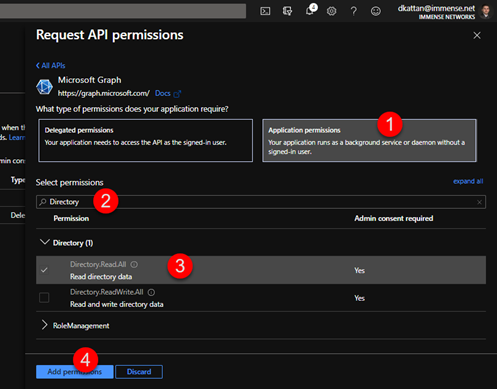 dkattan@immense.net
IMMENSE NETWORKS
4
Request API permissions
All APIs
Microsoft Graph
https://graph.microsoft.com/ Docs
What type of permissions does your application require?
Delegated permissions
Your application needs to access the API as the signed-in user.
Application permissions
Your application runs as a background service or daemon without a
signed-in user.
1
Select permissions
expand all
Directory
2
Permission
Admin consent required
Directory (1)
Directory.Read.All
Read directory data
Yes
3
Directory.ReadWrite.All
Read and write directory data
Yes
RoleManagement
4
Add permissions
Discard
when the
ds. Learn
dmin conse
Type
Dele